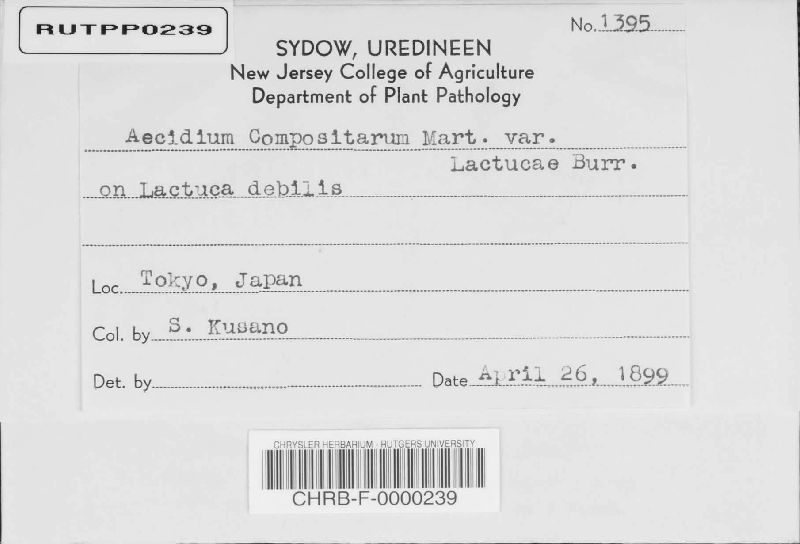 RUTPP0239
No. 1395
SYDOW, UREDINEEN
New Jersey College of Agriculture
Department of Plant Pathology
Aecidium Compositarum Mart. var.
Lactucae Burr.
on Lactuca debilis
Loc. Tokyo, Japan
Col. by S. Kusano
Det. by
Date April 26, 1899
CHRYSLER HERBARIUM - RUTGERS UNIVERSITY
CHRB-F-0000239